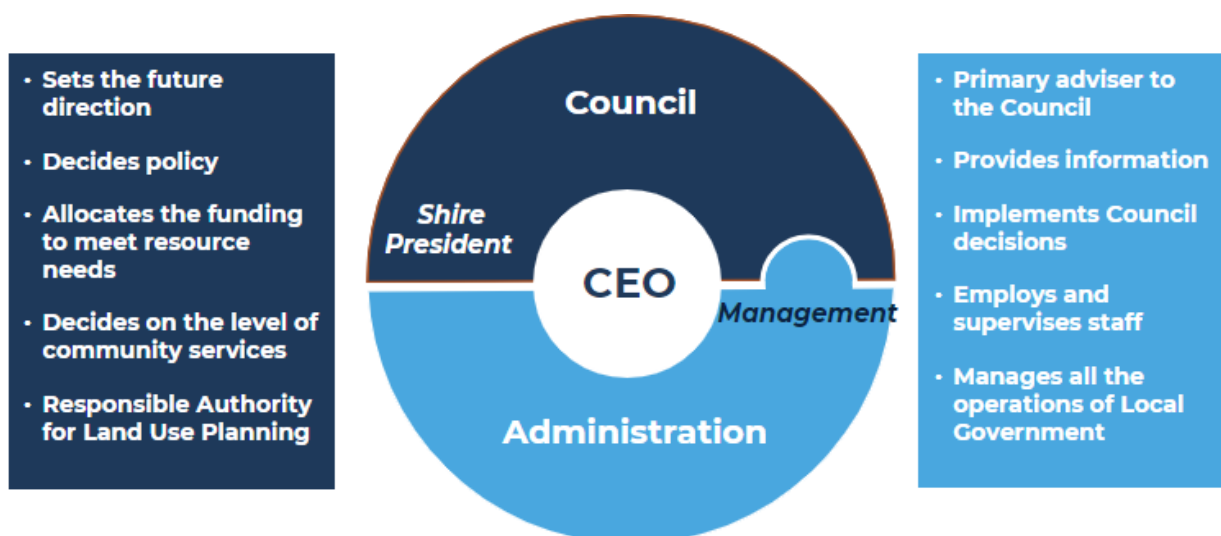 • Sets the future
direction
• Decides policy
• Allocates the funding
to meet resource
needs
• Decides on the level of
community services
• Responsible Authority
for Land Use Planning
Council
Shire
President
CEO
Management
Administration
• Primary adviser to
the Council
• Provides information
• Implements Council
decisions
• Employs and
supervises staff
• Manages all the
operations of Local
Government